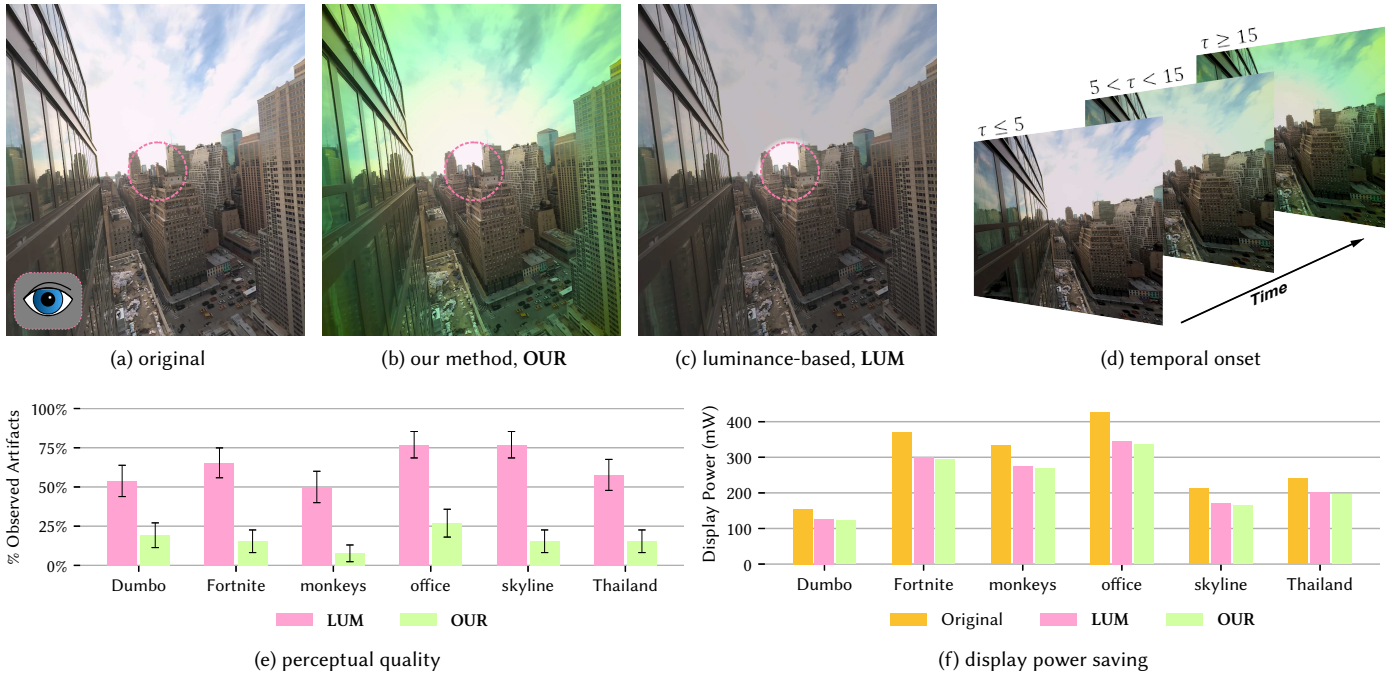 τ ≤ 5
5 < τ < 15
τ ≥ 15
Time
(a) original
(b) our method, OUR
(c) luminance-based, LUM
(d) temporal onset
% Observed Artifacts
100%
75%
50%
25%
0%
Dumbo Fortnite monkeys office skyline Thailand
LUM OUR
(e) perceptual quality
Display Power (mW)
400
300
200
100
0
Dumbo Fortnite monkeys office skyline Thailand
Original LUM OUR
(f) display power saving